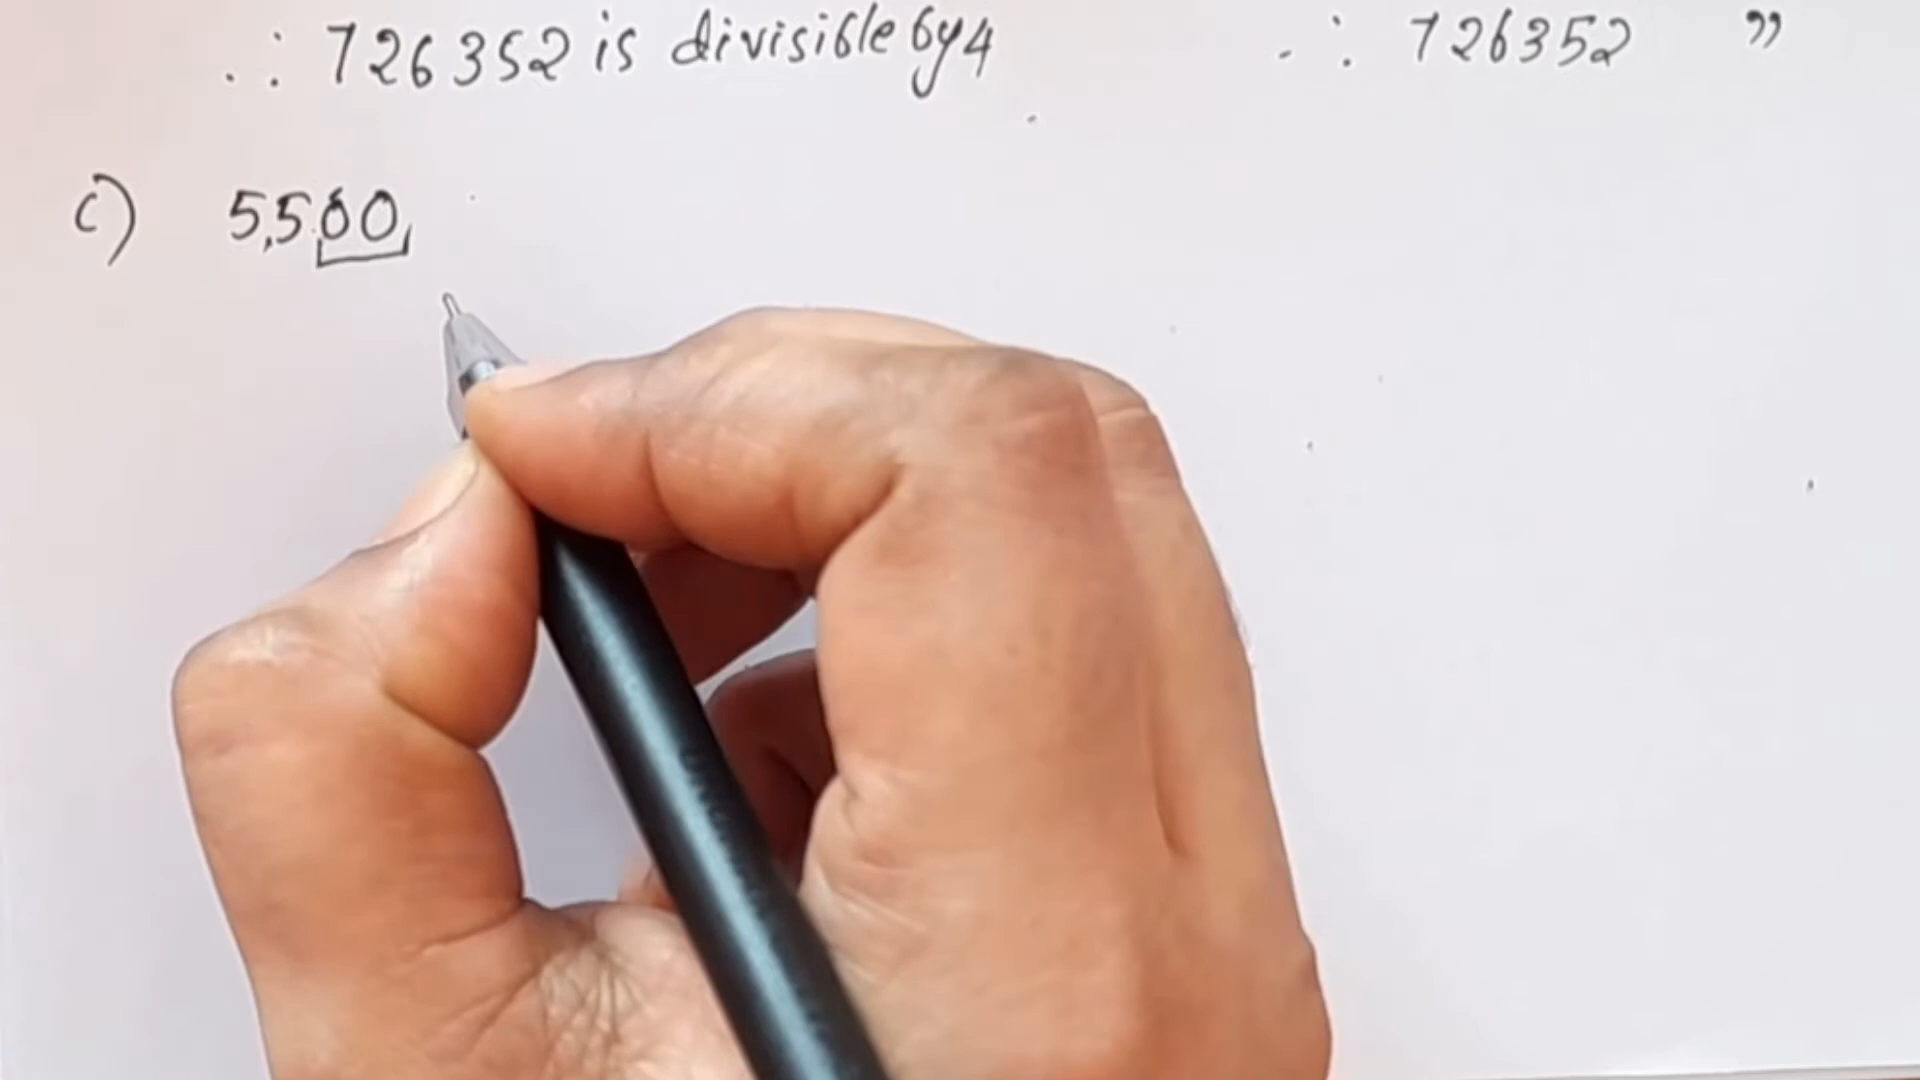 ∴ 726352 is divisible by 4 ∴ 726352 "
c) 5,500